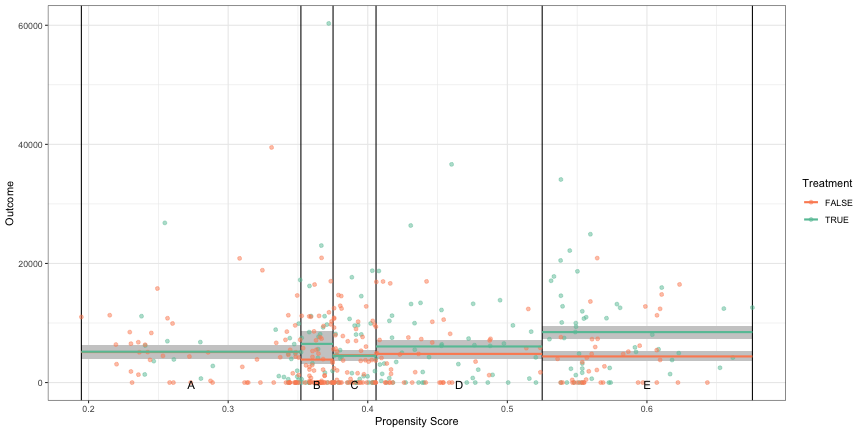 60000
40000
20000
0
Outcome
A
B
C
D
E
0.2
0.3
0.4
0.5
0.6
Propensity Score
Treatment
FALSE
TRUE